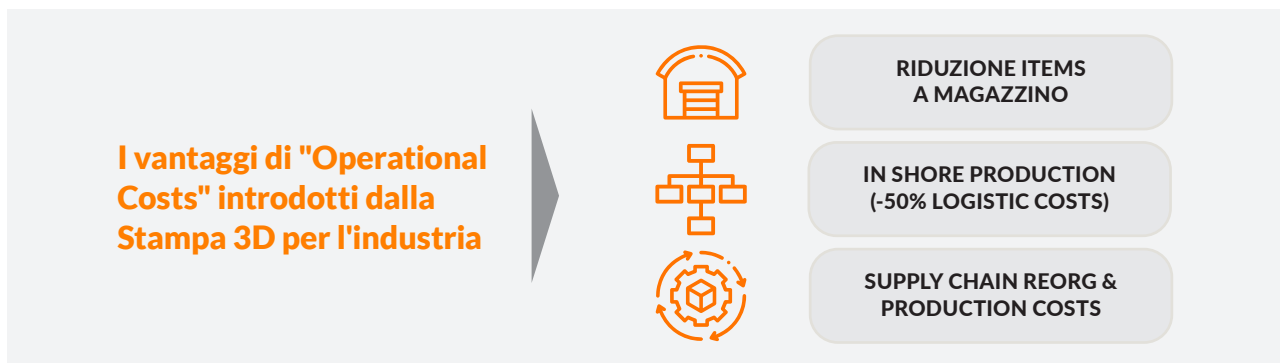 I vantaggi di "Operational
Costs" introdotti dalla
Stampa 3D per l'industria
RIDUZIONE ITEMS
A MAGAZZINO
IN SHORE PRODUCTION
(-50% LOGISTIC COSTS)
SUPPLY CHAIN REORG &
PRODUCTION COSTS